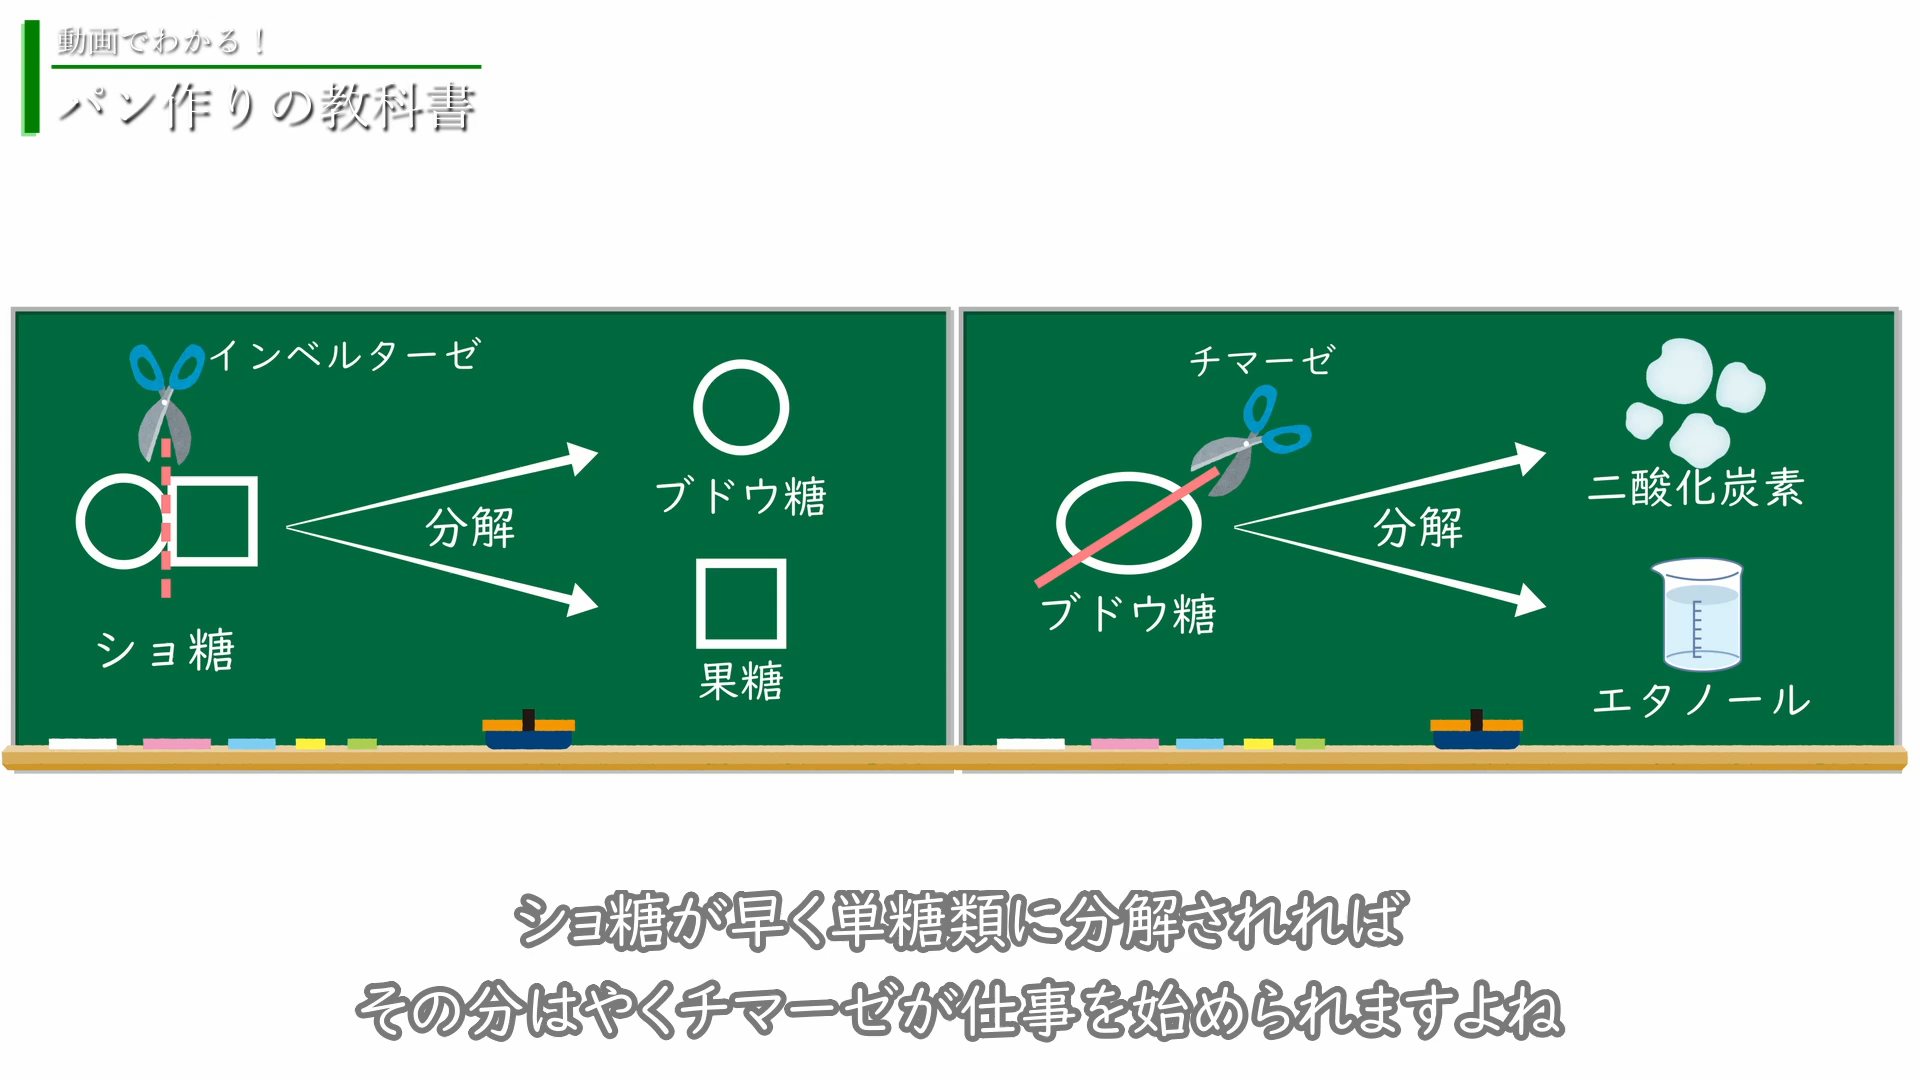 動画でわかる！
パン作りの教科書
インベルターゼ
ショ糖
分解
ブドウ糖
果糖
チマーゼ
ブドウ糖
分解
二酸化炭素
エタノール
ショ糖が早く単糖類に分解されれば
その分はやくチマーゼが仕事を始められますよね